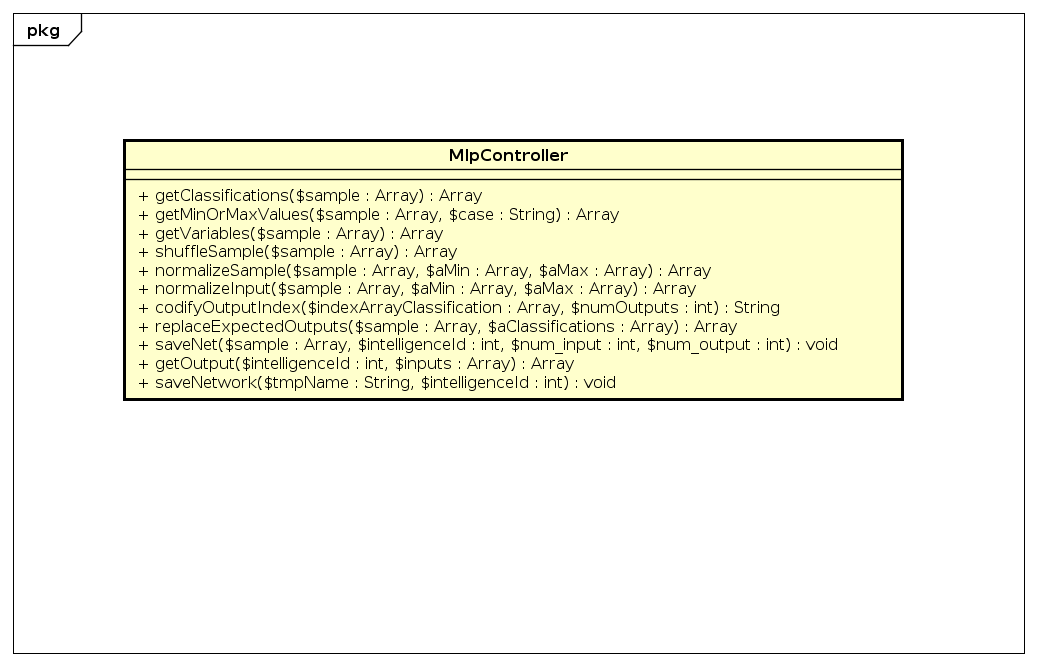 pkg
MlpController
+ getClassifications($sample : Array) : Array
+ getMinOrMaxValues($sample : Array, $case : String) : Array
+ getVariables($sample : Array) : Array
+ shuffleSample($sample : Array) : Array
+ normalizeSample($sample : Array, $aMin : Array, $aMax : Array) : Array
+ normalizeInput($sample : Array, $aMin : Array, $aMax : Array) : Array
+ codifyOutputIndex($indexArrayClassification : Array, $numOutputs : int) : String
+ replaceExpectedOutputs($sample : Array, $aClassifications : Array) : Array
+ saveNet($sample : Array, $intelligenceId : int, $num_input : int, $num_output : int) : void
+ getOutput($intelligenceId : int, $inputs : Array) : Array
+ saveNetwork($tmpName : String, $intelligenceId : int) : void